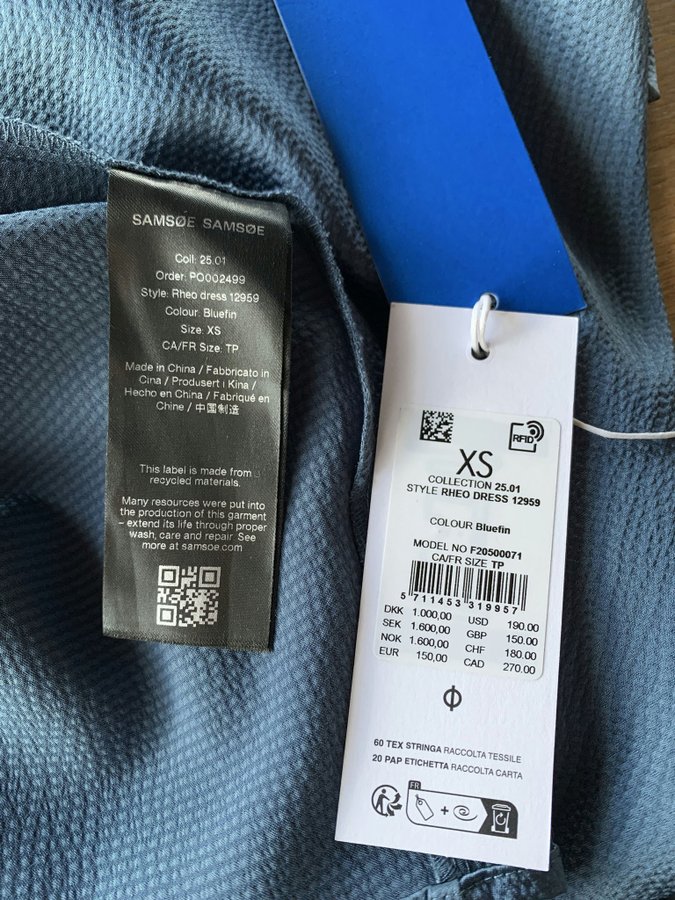 SAMSØE SAMSØE
Coll: 25.01
Order: PO002499
Style: Rheo dress 12959
Colour: Bluefin
Size: XS
CA/FR Size: TP
Made in China / Fabbricato in
Cina / Produsert i Kina /
Hecho en China / Fabriqué en
Chine / 中国制造
This label is made from
recycled materials.
Many resources were put into
the production of this garment
– extend its life through proper
wash, care and repair. See
more at samsoe.com
RFID
XS
COLLECTION 25.01
STYLE RHEO DRESS 12959
COLOUR Bluefin
MODEL NO F20500071
CA/FR SIZE TP
5 711453 319957
DKK 1.000,00 USD 190.00
SEK 1.600,00 GBP 150.00
NOK 1.600,00 CHF 180.00
EUR 150,00 CAD 270.00
60 TEX STRINGA RACCOLTA TESSILE
20 PAP ETICHETTA RACCOLTA CARTA
FR
+